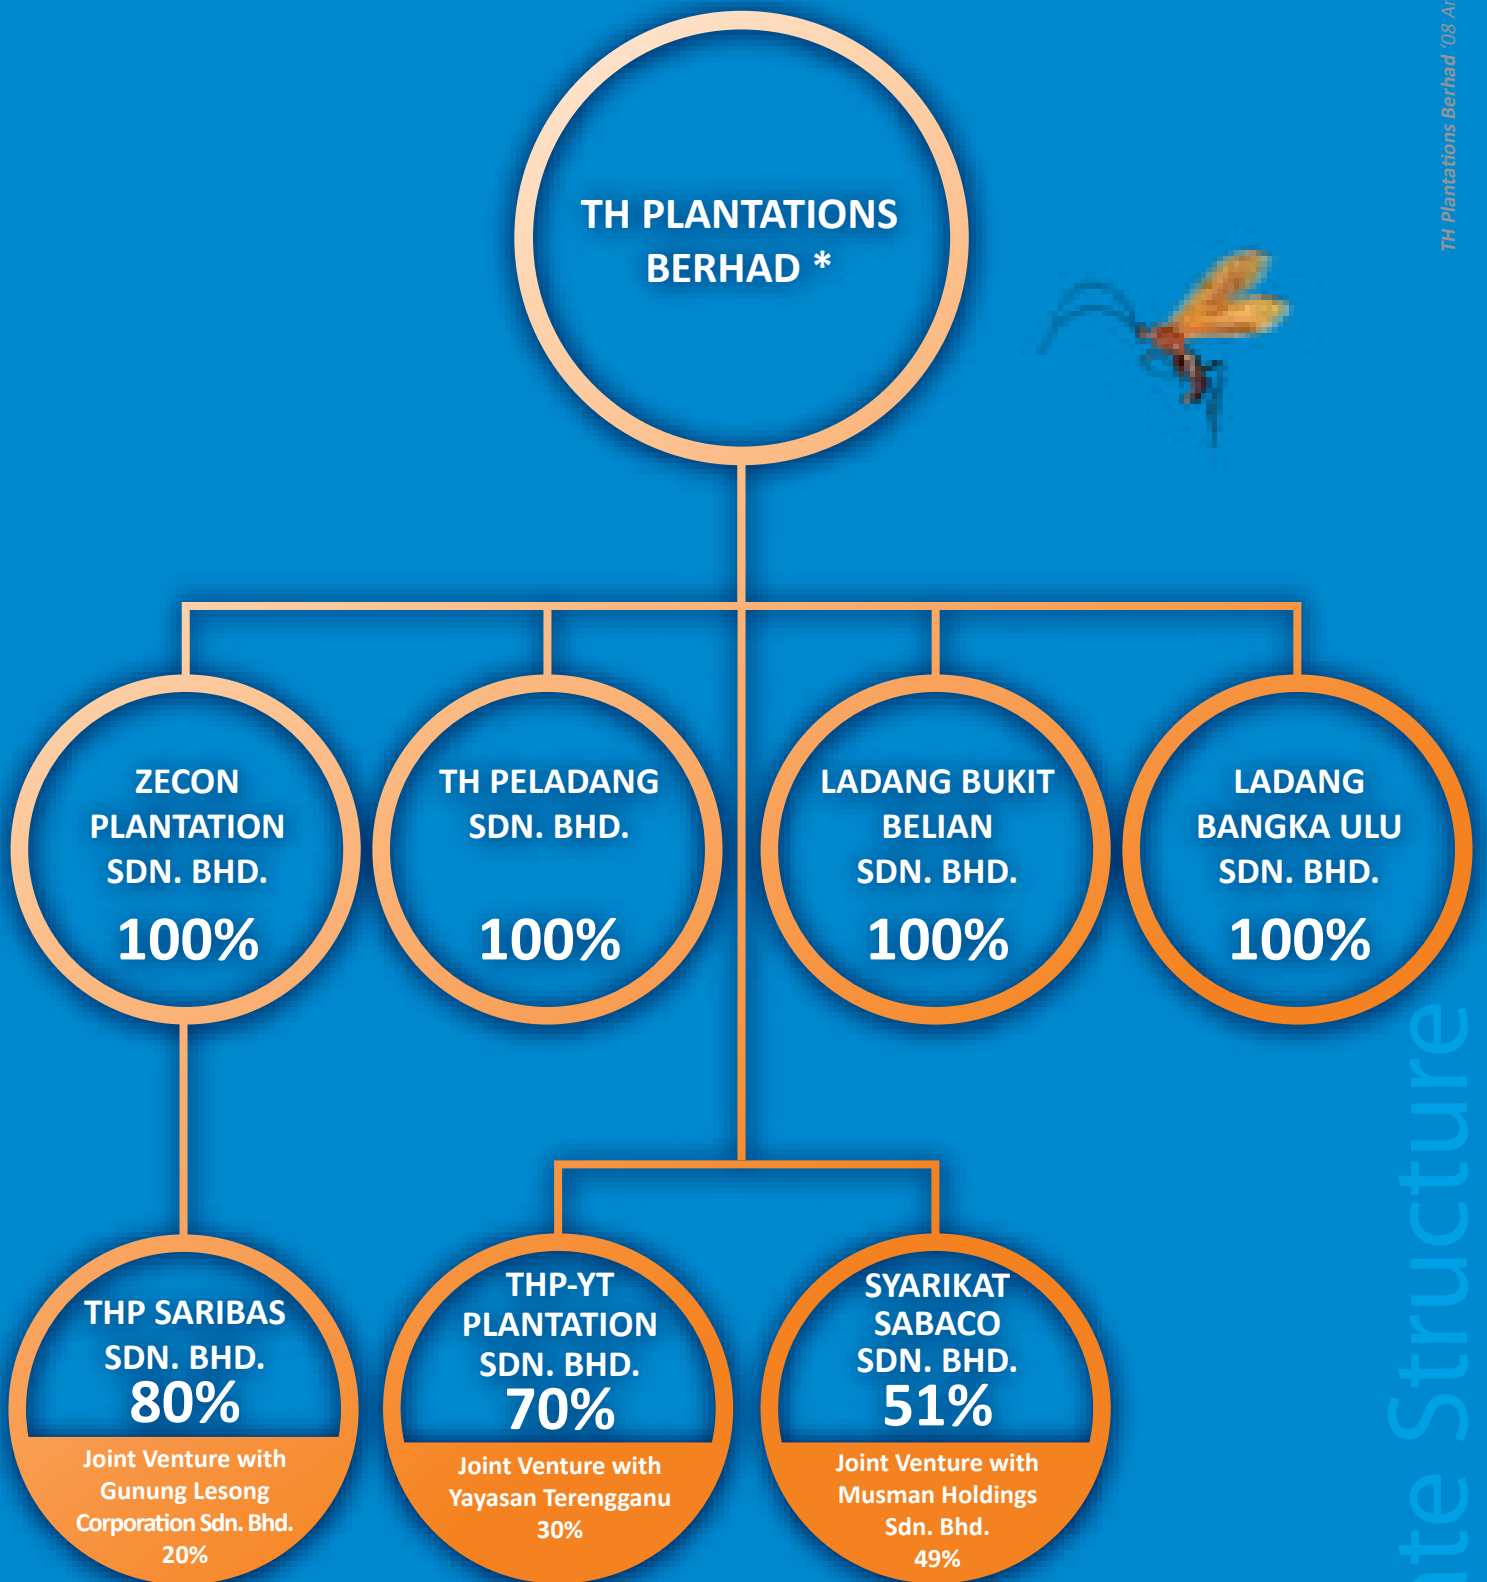 TH Plantations Berhad '08
TH PLANTATIONS
BERHAD *
ZECON
PLANTATION
SDN. BHD.
100%
TH PELADANG
SDN. BHD.
100%
LADANG BUKIT
BELIAN
SDN. BHD.
100%
LADANG
BANGKA ULU
SDN. BHD.
100%
THP SARIBAS
SDN. BHD.
80%
Joint Venture with
Gunung Lesong
Corporation Sdn. Bhd.
20%
THP-YT
PLANTATION
SDN. BHD.
70%
Joint Venture with
Yayasan Terengganu
30%
SYARIKAT
SABACO
SDN. BHD.
51%
Joint Venture with
Musman Holdings
Sdn. Bhd.
49%
Structure